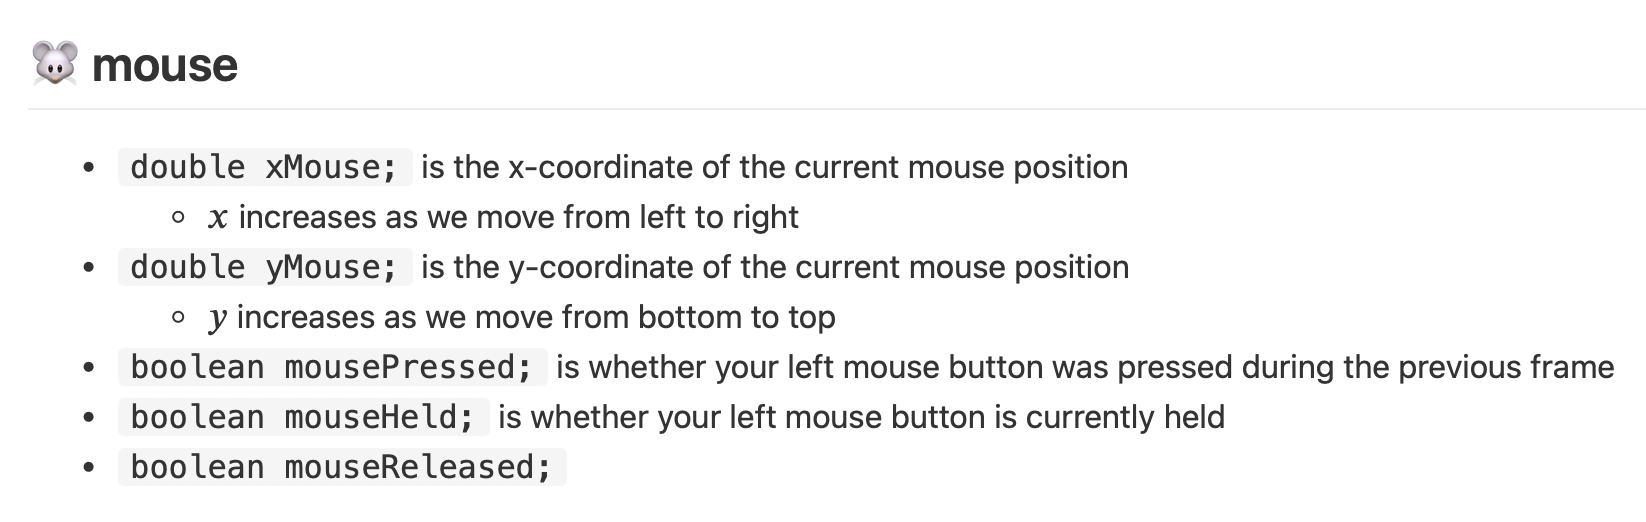 🐭 mouse
• double xMouse; is the x-coordinate of the current mouse position
◦ x increases as we move from left to right
• double yMouse; is the y-coordinate of the current mouse position
◦ y increases as we move from bottom to top
• boolean mousePressed; is whether your left mouse button was pressed during the previous frame
• boolean mouseHeld; is whether your left mouse button is currently held
• boolean mouseReleased;